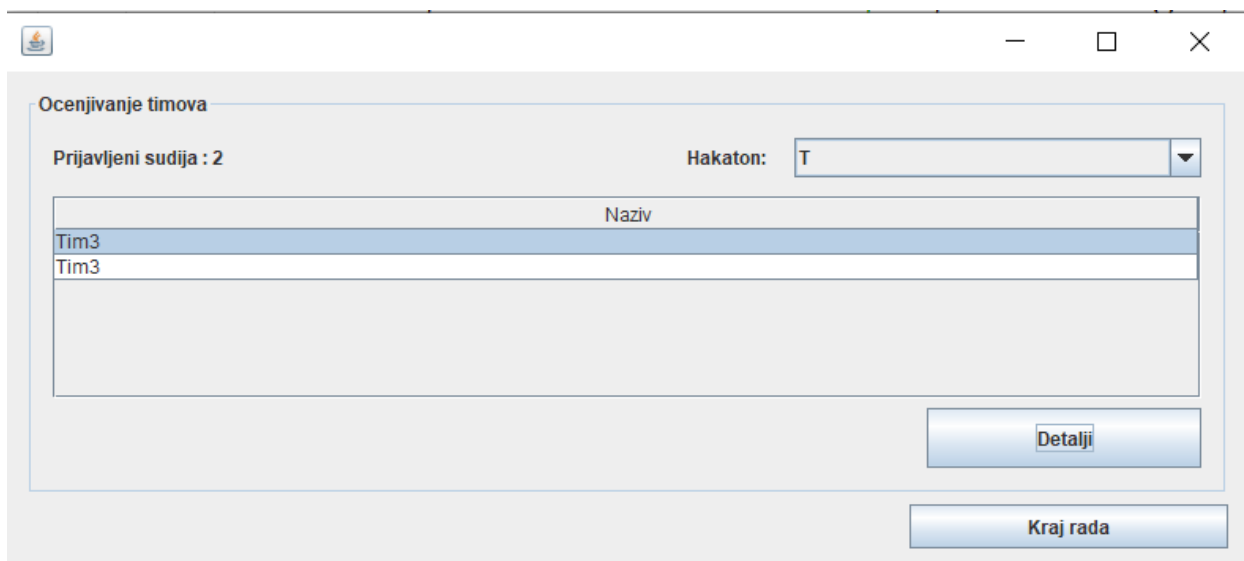 Ocenjivanje timova
Prijavljeni sudija : 2 Hakaton: T
Naziv
Tim3
Tim3
Detalji
Kraj rada